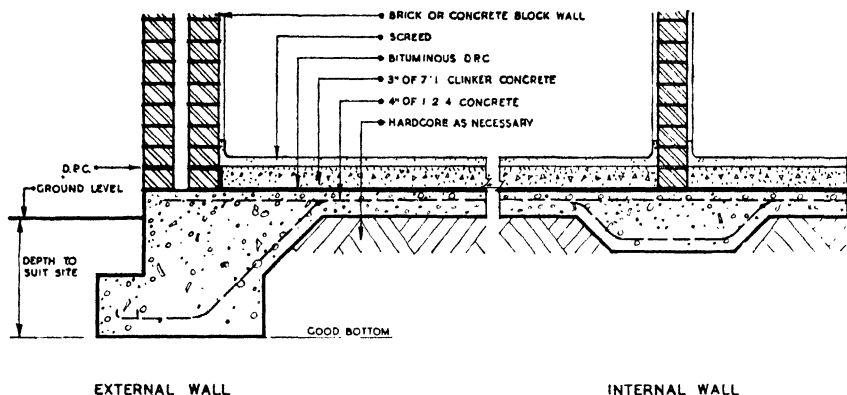 BRICK OR CONCRETE BLOCK WALL
SCREED
BITUMINOUS D.P.C.
3" OF 7:1 CLINKER CONCRETE
4" OF 1 2 4 CONCRETE
HARDCORE AS NECESSARY
D.P.C.
GROUND LEVEL
DEPTH TO
SUIT SITE
GOOD BOTTOM
EXTERNAL WALL
INTERNAL WALL